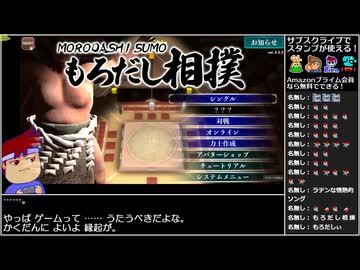 RESET
MORODASHI SUMO
もろだし相撲
お知らせ
シングル
？？？
対戦
オンライン
力士作成
アバターショップ
チュートリアル
システムメニュー
……。
やっぱ ゲームって …… うたうべきだよな。
かくだんに よいよ 縁起が。
サブスクライブで
スタンプが使える！
Amazonプライム会員
なら無料でできる！
名無し：
名無し：
名無し：
名無し：
名無し：
名無し：
名無し：
名無し：
名無し：ラテンな情熱的
ソング
名無し：
名無し：もろだし相撲
名無し：もろだしぃ